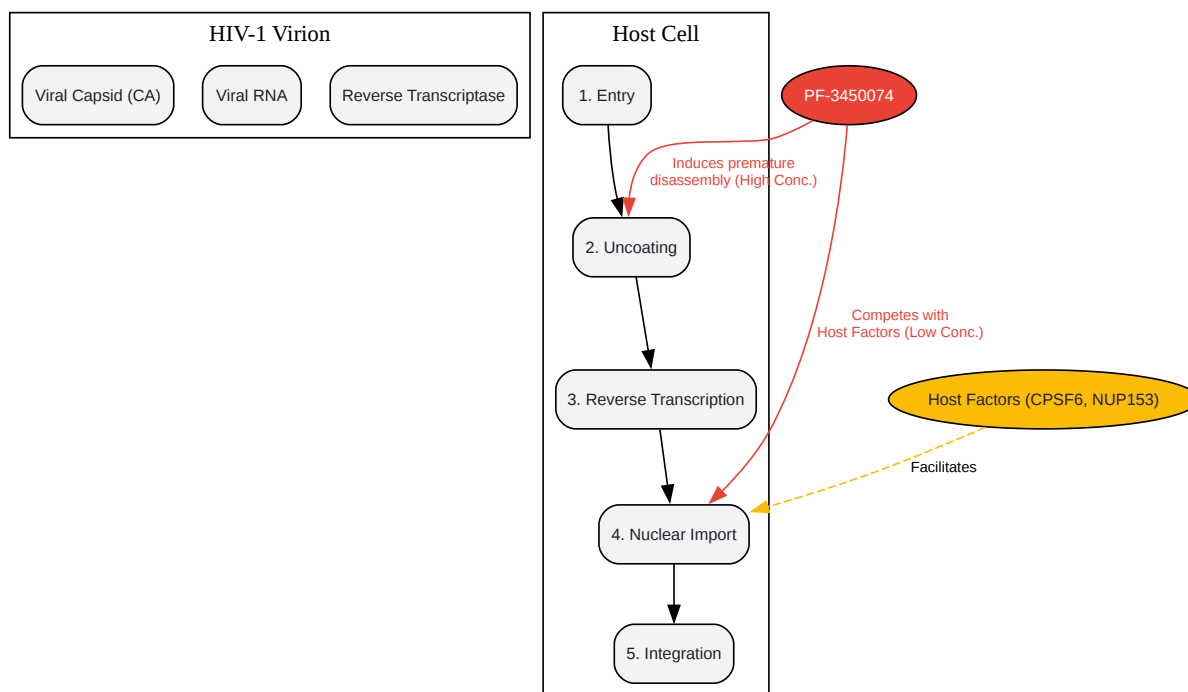 HIV-1 Virion
Viral Capsid (CA)
Viral RNA
Reverse Transcriptase
Host Cell
1. Entry
PF-3450074
Induces premature
disassembly (High Conc.)
2. Uncoating
Competes with
Host Factors (Low Conc.)
3. Reverse Transcription
Host Factors (CPSF6, NUP153)
Facilitates
4. Nuclear Import
5. Integration